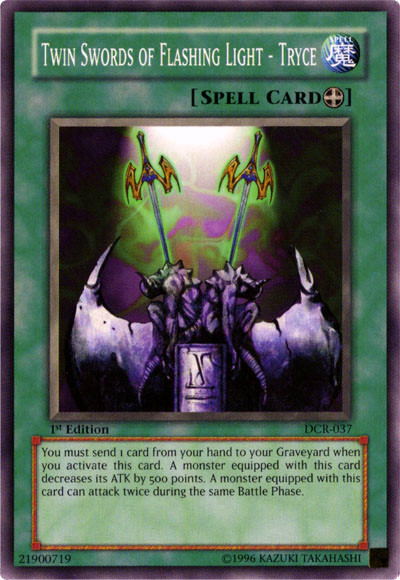 Twin Swords of Flashing Light - Tryce
SPELL
魔
[SPELL CARD]
1st Edition
DCR-037
You must send 1 card from your hand to your Graveyard when
you activate this card. A monster equipped with this card
decreases its ATK by 500 points. A monster equipped with this
card can attack twice during the same Battle Phase.
21900719
©1996 KAZUKI TAKAHASHI